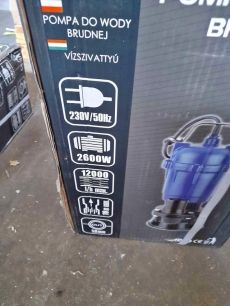 POMPA DO WODY
BRUDNEJ
VÍZSZIVATTYÚ
230V/50Hz
2600W
12000